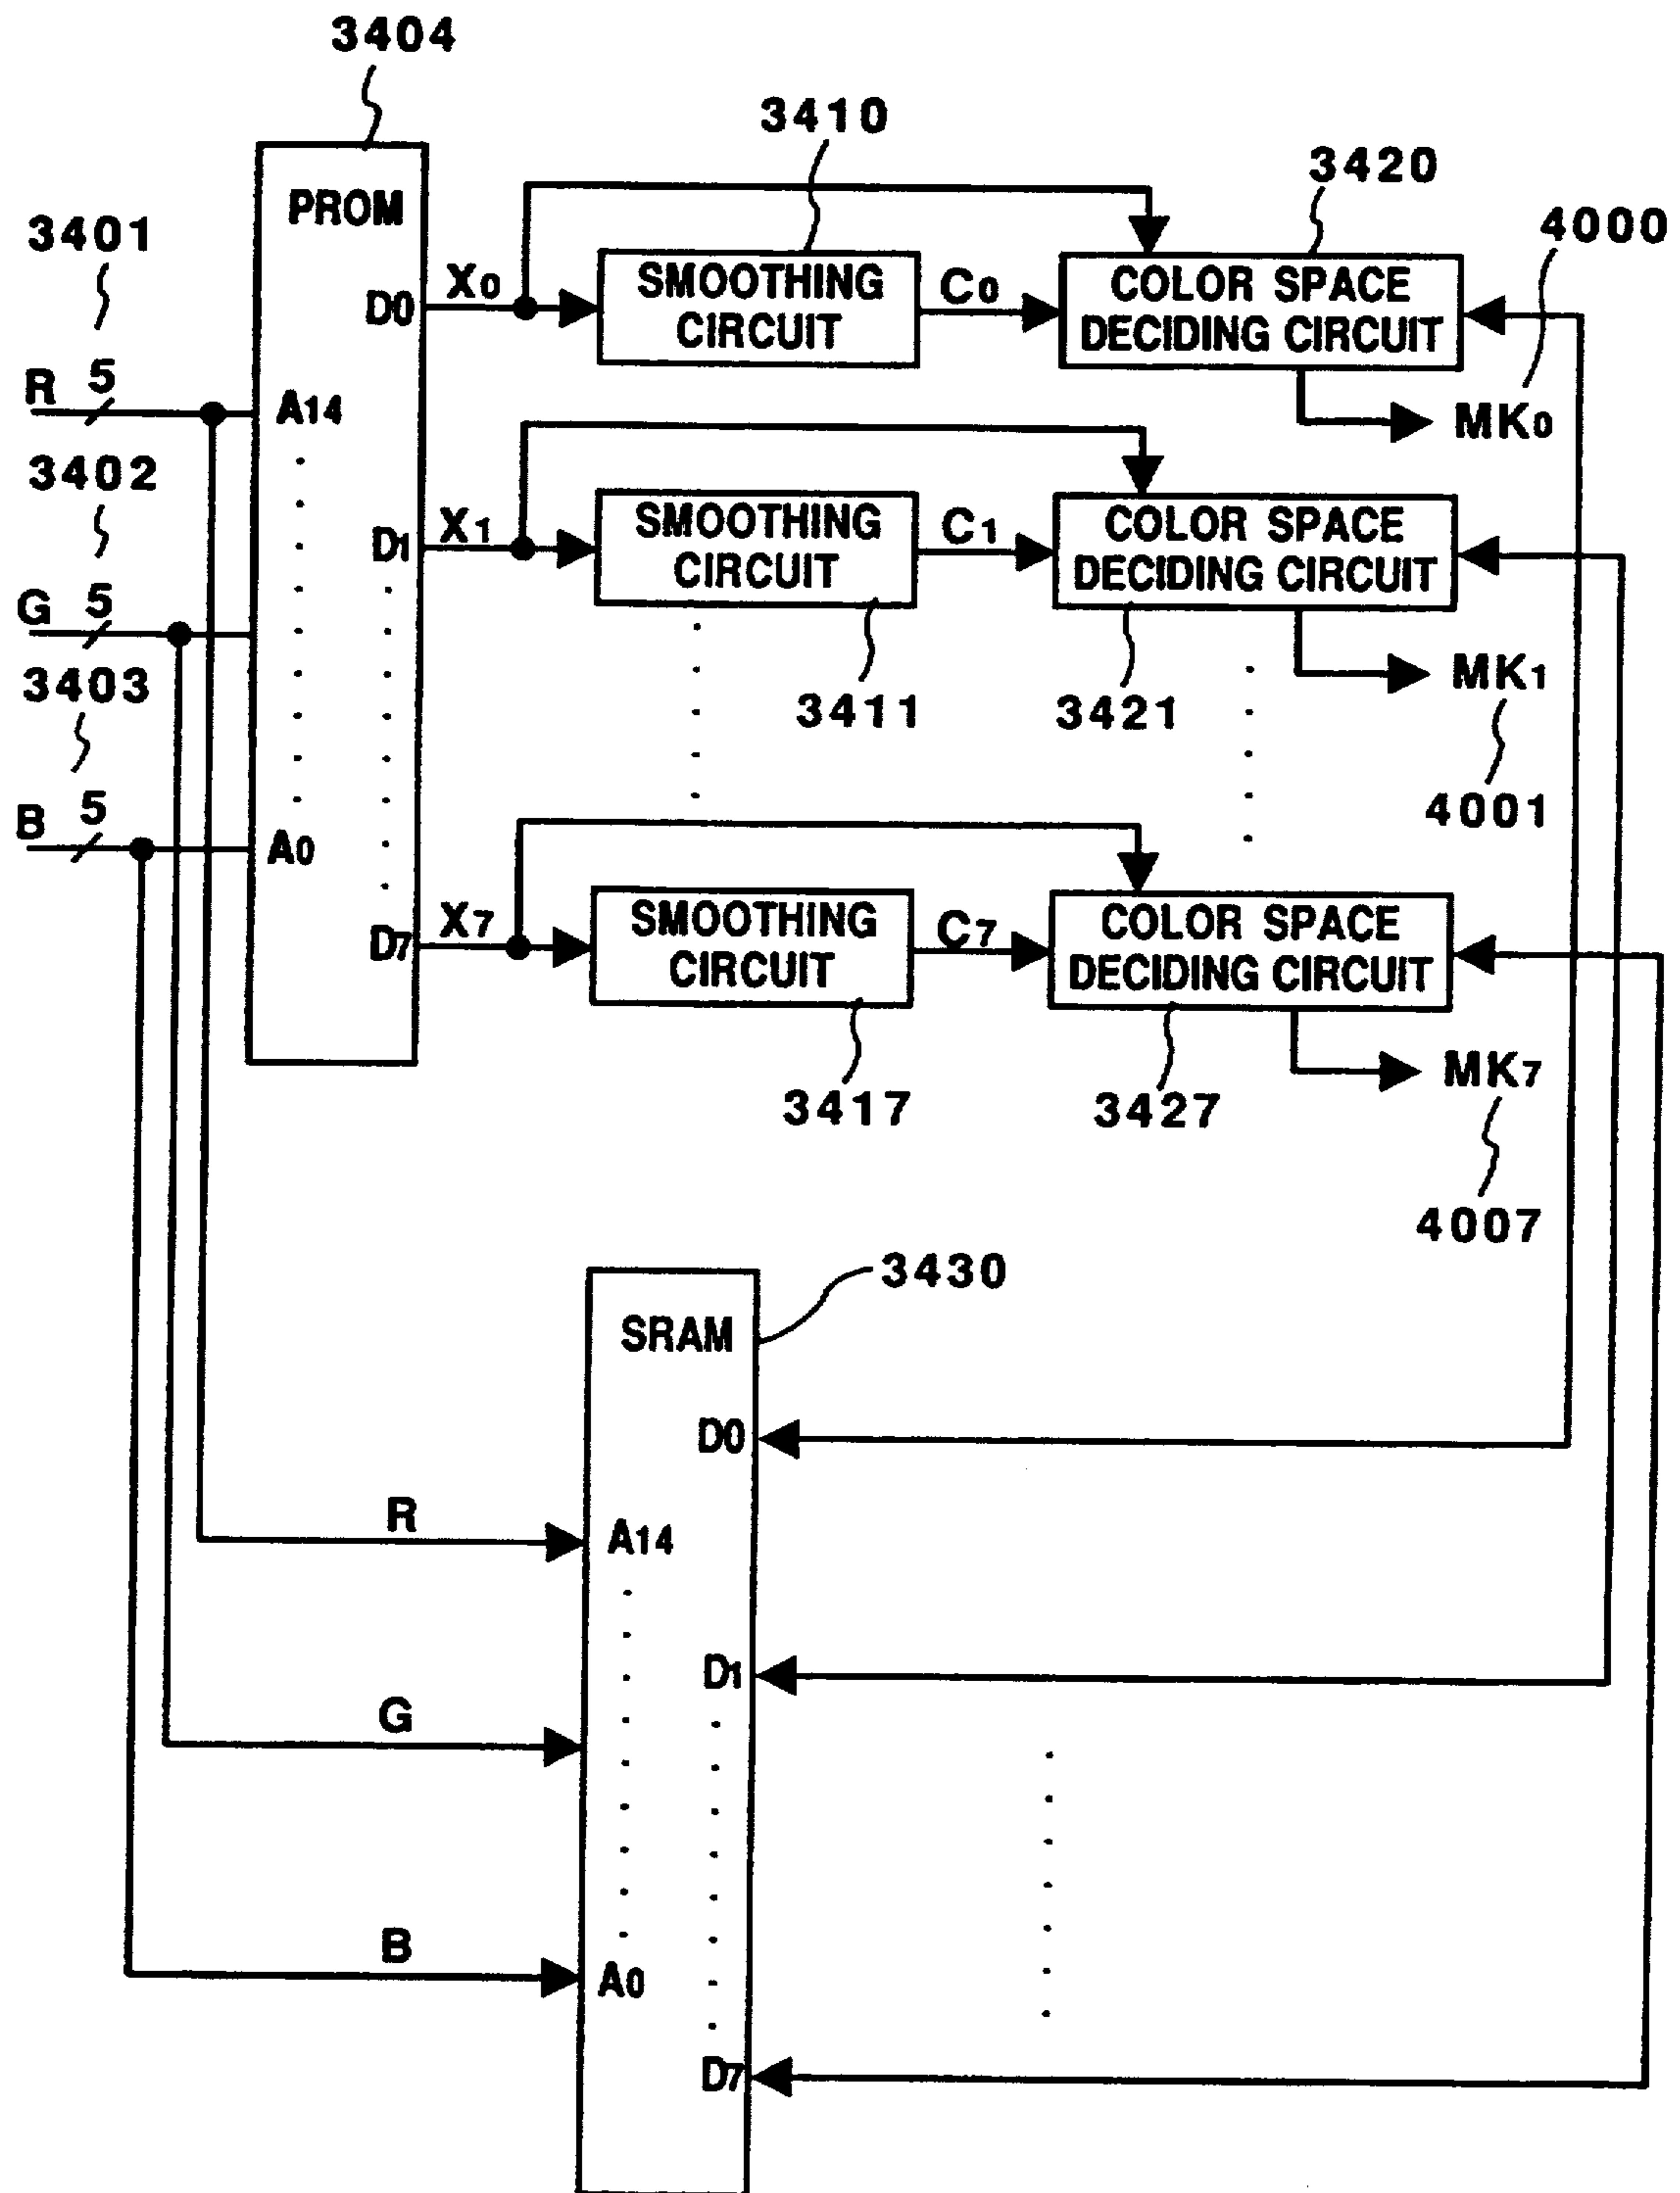 3404
3410
3420
4000
3401
PROM
X0
SMOOTHING
CIRCUIT
C0
COLOR SPACE
DECIDING CIRCUIT
D0
R
5
A14
MK0
3402
X1
SMOOTHING
CIRCUIT
C1
COLOR SPACE
DECIDING CIRCUIT
D1
G
5
3403
3411
3421
MK1
4001
B
5
A0
X7
SMOOTHING
CIRCUIT
C7
COLOR SPACE
DECIDING CIRCUIT
D7
MK7
3417
3427
4007
3430
SRAM
D0
R
A14
D1
G
B
A0
D7